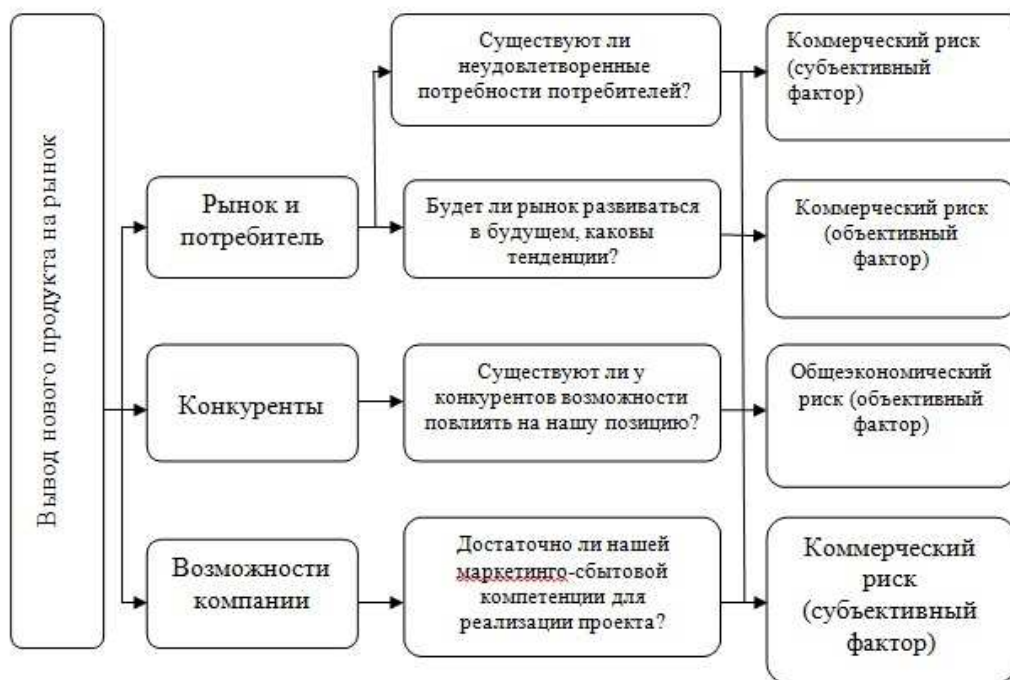 Вывод нового продукта на рынок
Рынок и
потребитель
Конкуренты
Возможности
компании
Существуют ли
неудовлетворенные
потребности потребителей?
Будет ли рынок развиваться
в будущем, каковы
тенденции?
Существуют ли у
конкурентов возможности
повлиять на нашу позицию?
Достаточно ли нашей
маркетинго-сбытовой
компетенции для
реализации проекта?
Коммерческий риск
(субъективный
фактор)
Коммерческий риск
(объективный
фактор)
Общеэкономический
риск (объективный
фактор)
Коммерческий
риск
(субъективный
фактор)